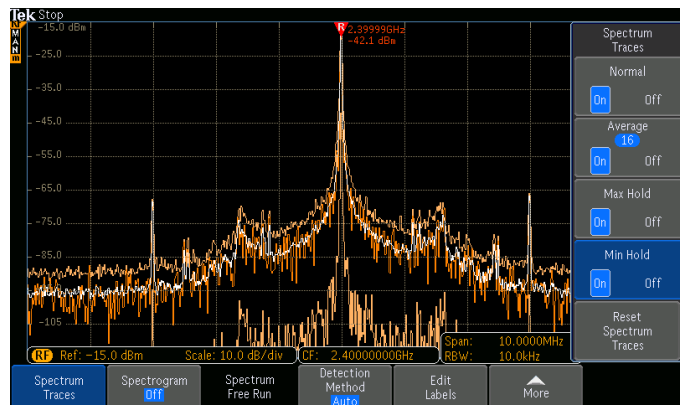 Tek Stop
-15.0 dBm
R 2.39999GHz
-42.1 dBm
M
A
N
m
-25.0
-35.0
-45.0
-55.0
-65.0
-75.0
-85.0
-105
RF Ref: -15.0 dBm Scale: 10.0 dB/div CF: 2.400000000GHz
Span: 10.0000MHz
RBW: 10.0kHz
Spectrum
Traces
Normal
On Off
Average
16
On Off
Max Hold
On Off
Min Hold
On Off
Reset
Spectrum
Traces
Spectrum
Traces
Spectrogram
Off
Spectrum
Free Run
Detection
Method
Auto
Edit
Labels
More